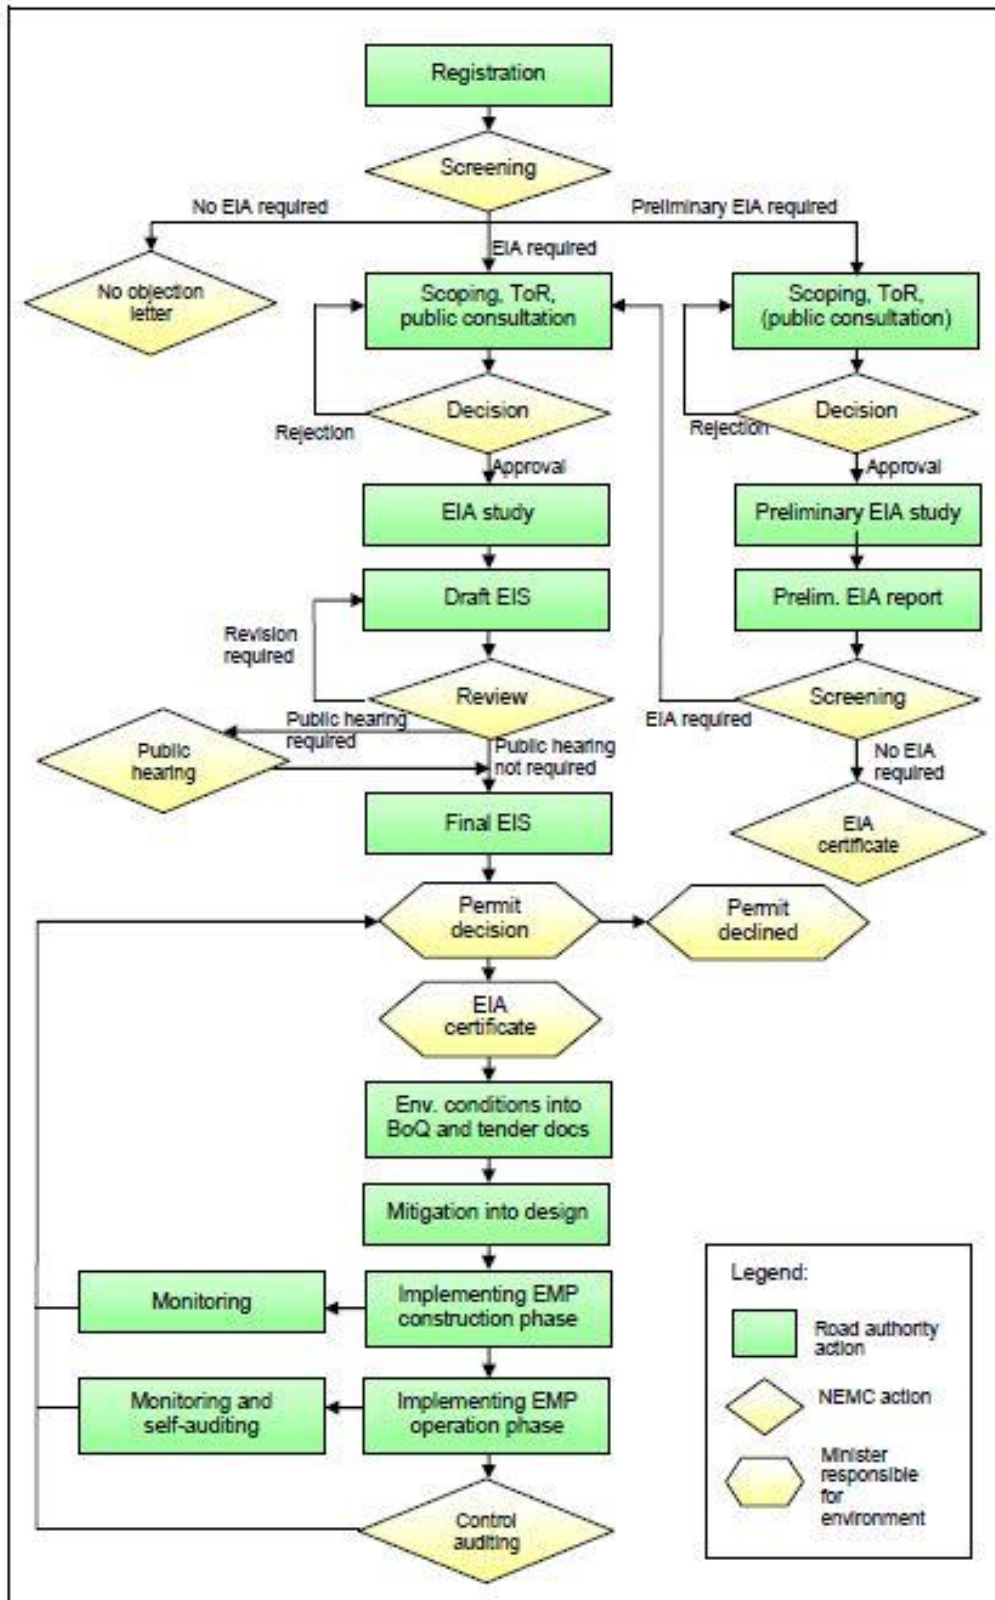 Registration
Screening
No EIA required
Preliminary EIA required
EIA required
No objection
letter
Scoping, ToR,
public consultation
Scoping, ToR,
(public consultation)
Decision
Rejection
Decision
Rejection
Approval
Approval
EIA study
Preliminary EIA study
Draft EIS
Prelim. EIA report
Revision
required
Review
Screening
EIA required
Public hearing
required
Public
hearing
Public hearing
not required
No EIA
required
Final EIS
EIA
certificate
Permit
decision
Permit
declined
EIA
certificate
Env. conditions into
BoQ and tender docs
Mitigation into design
Monitoring
Implementing EMP
construction phase
Monitoring and
self-auditing
Implementing EMP
operation phase
Control
auditing
Legend:
Road authority
action
NEMC action
Minister
responsible
for
environment